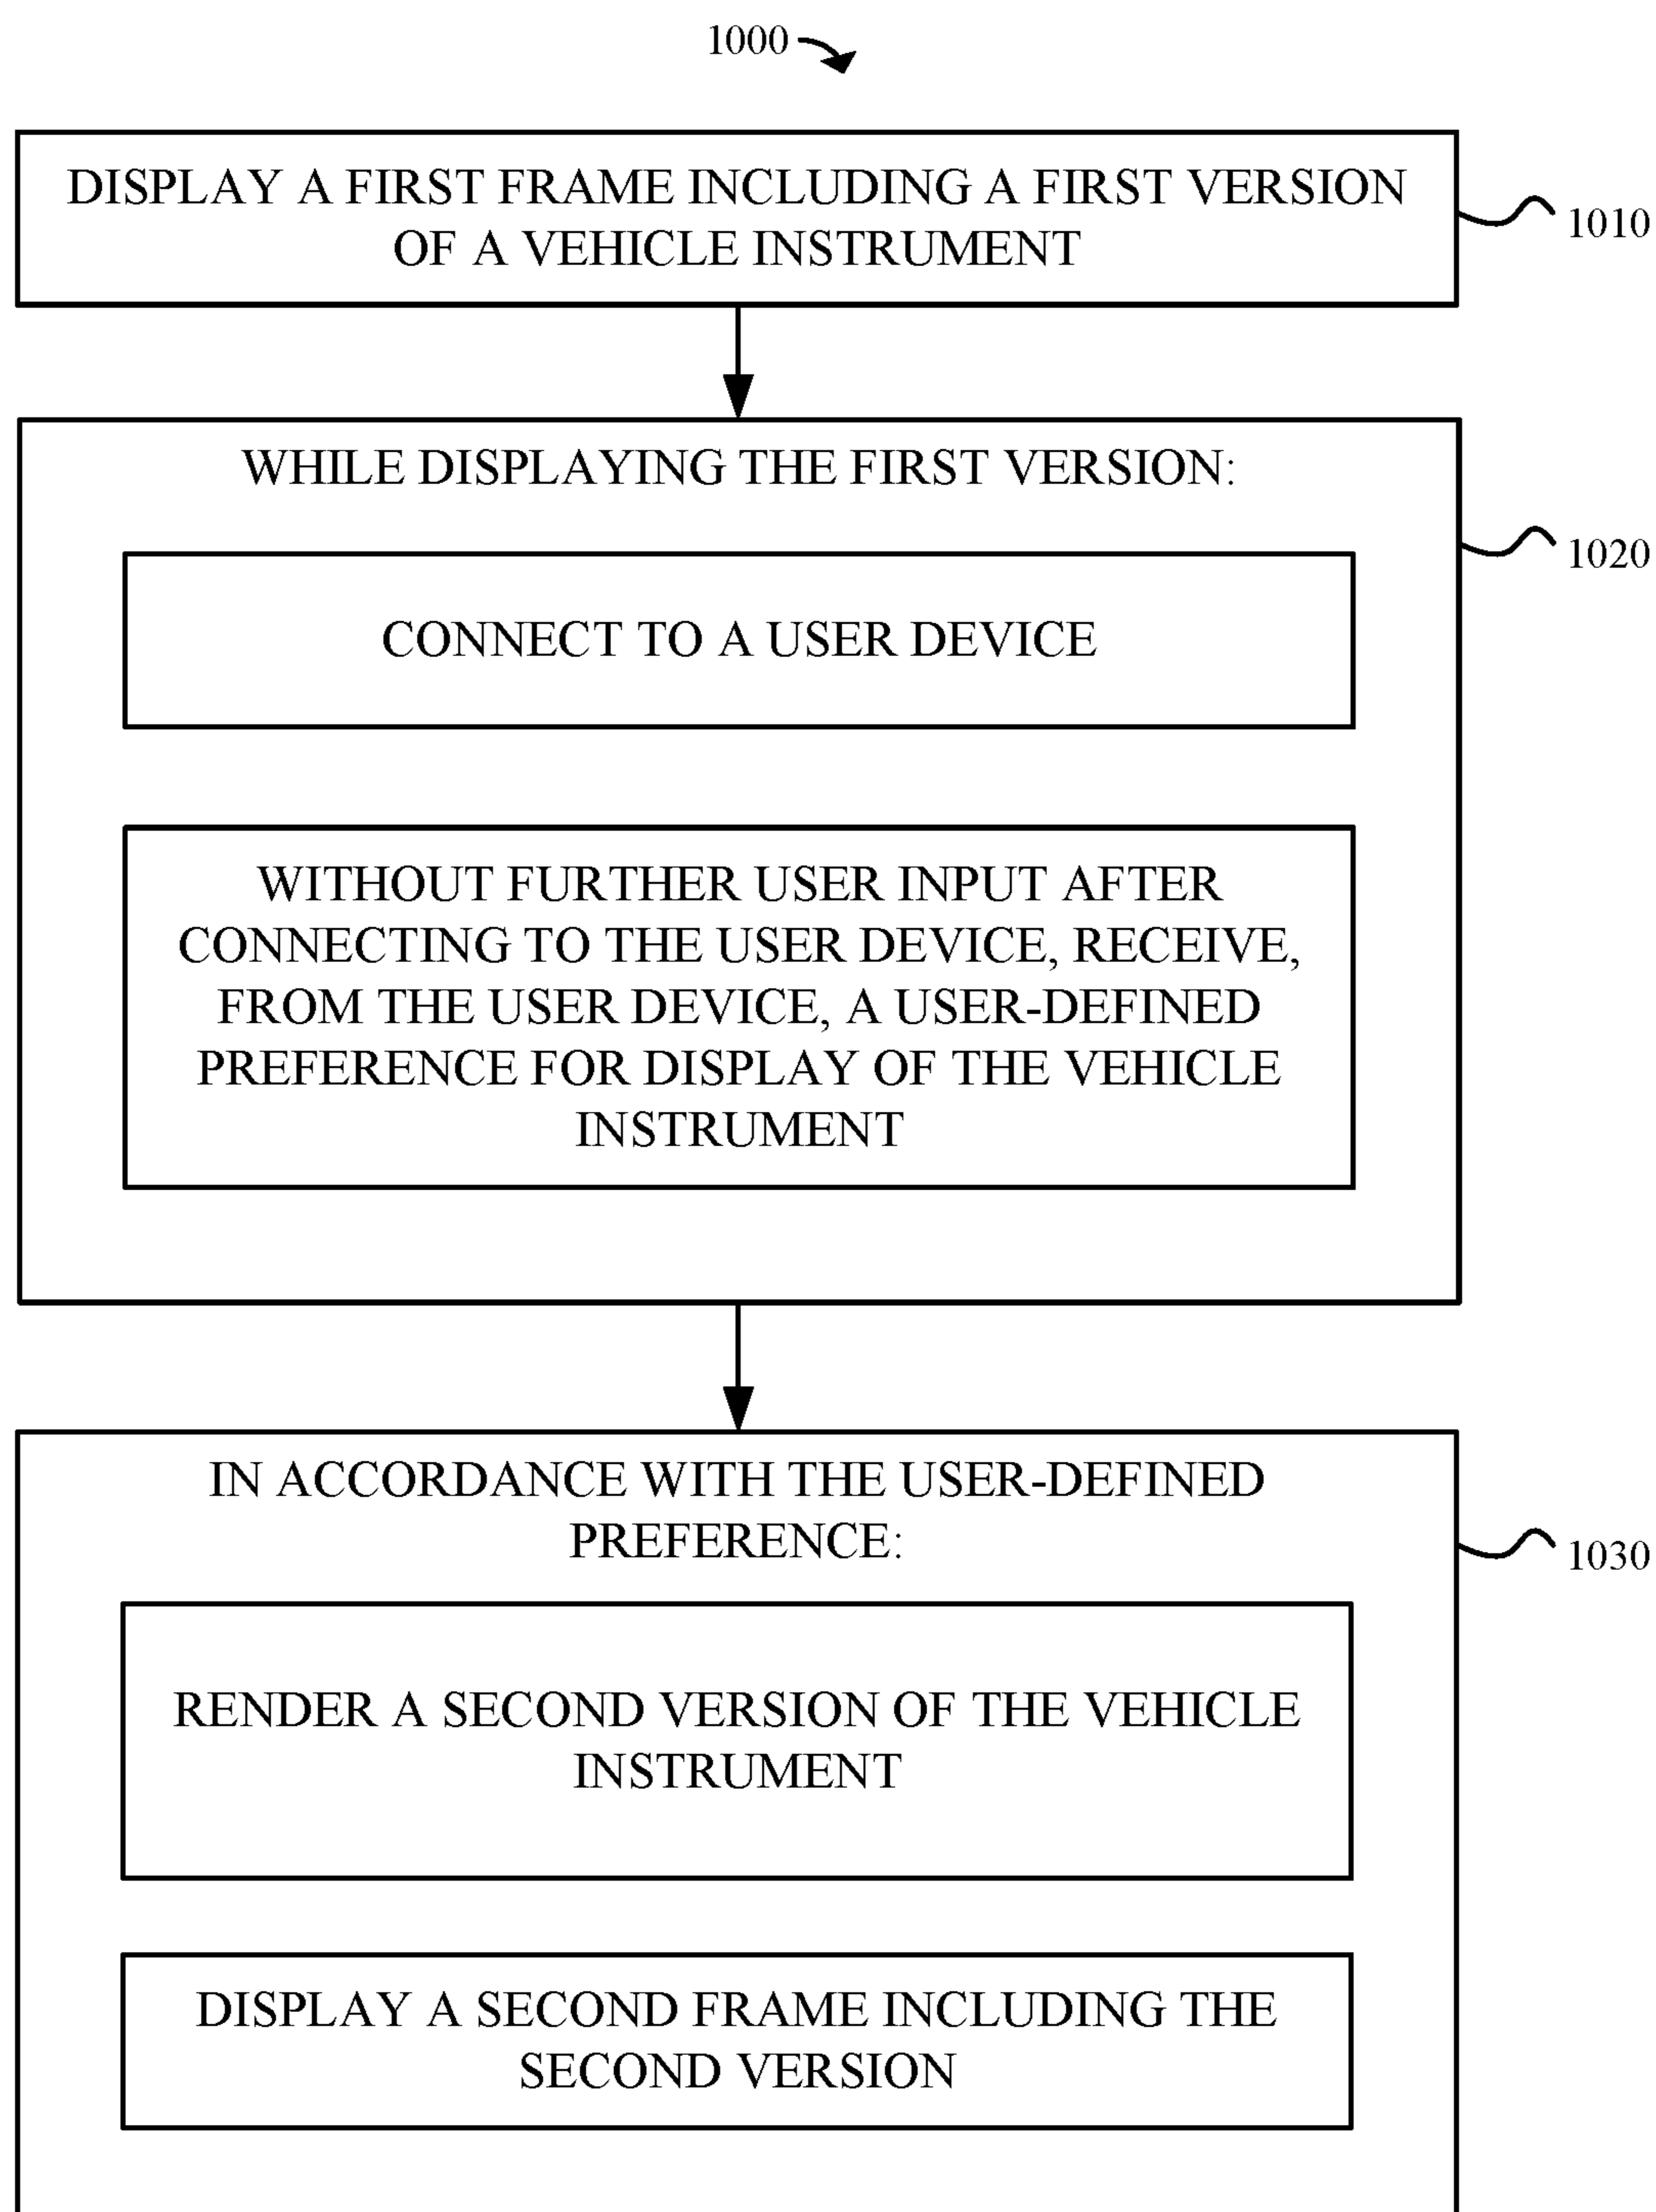 1000
DISPLAY A FIRST FRAME INCLUDING A FIRST VERSION
OF A VEHICLE INSTRUMENT
1010
WHILE DISPLAYING THE FIRST VERSION:
1020
CONNECT TO A USER DEVICE
WITHOUT FURTHER USER INPUT AFTER
CONNECTING TO THE USER DEVICE, RECEIVE,
FROM THE USER DEVICE, A USER-DEFINED
PREFERENCE FOR DISPLAY OF THE VEHICLE
INSTRUMENT
IN ACCORDANCE WITH THE USER-DEFINED
PREFERENCE:
1030
RENDER A SECOND VERSION OF THE VEHICLE
INSTRUMENT
DISPLAY A SECOND FRAME INCLUDING THE
SECOND VERSION